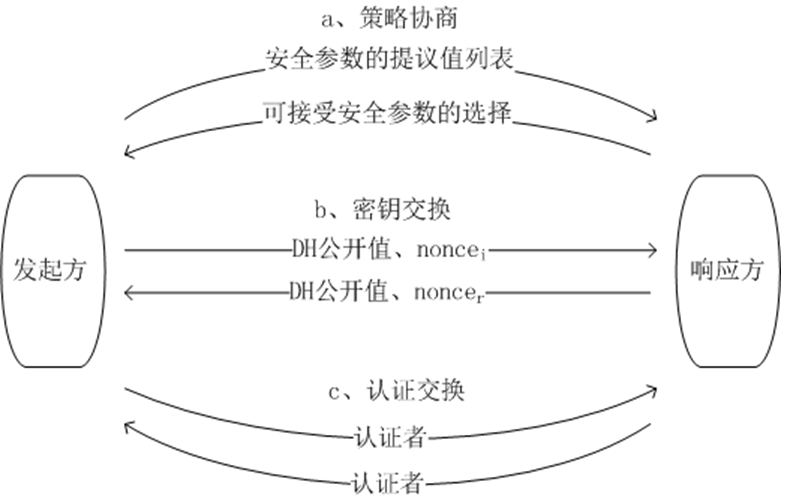 a、策略协商
安全参数的提议值列表
可接受安全参数的选择
b、密钥交换
DH公开值、nonceᵢ
发起方
响应方
DH公开值、nonceᵣ
c、认证交换
认证者
认证者